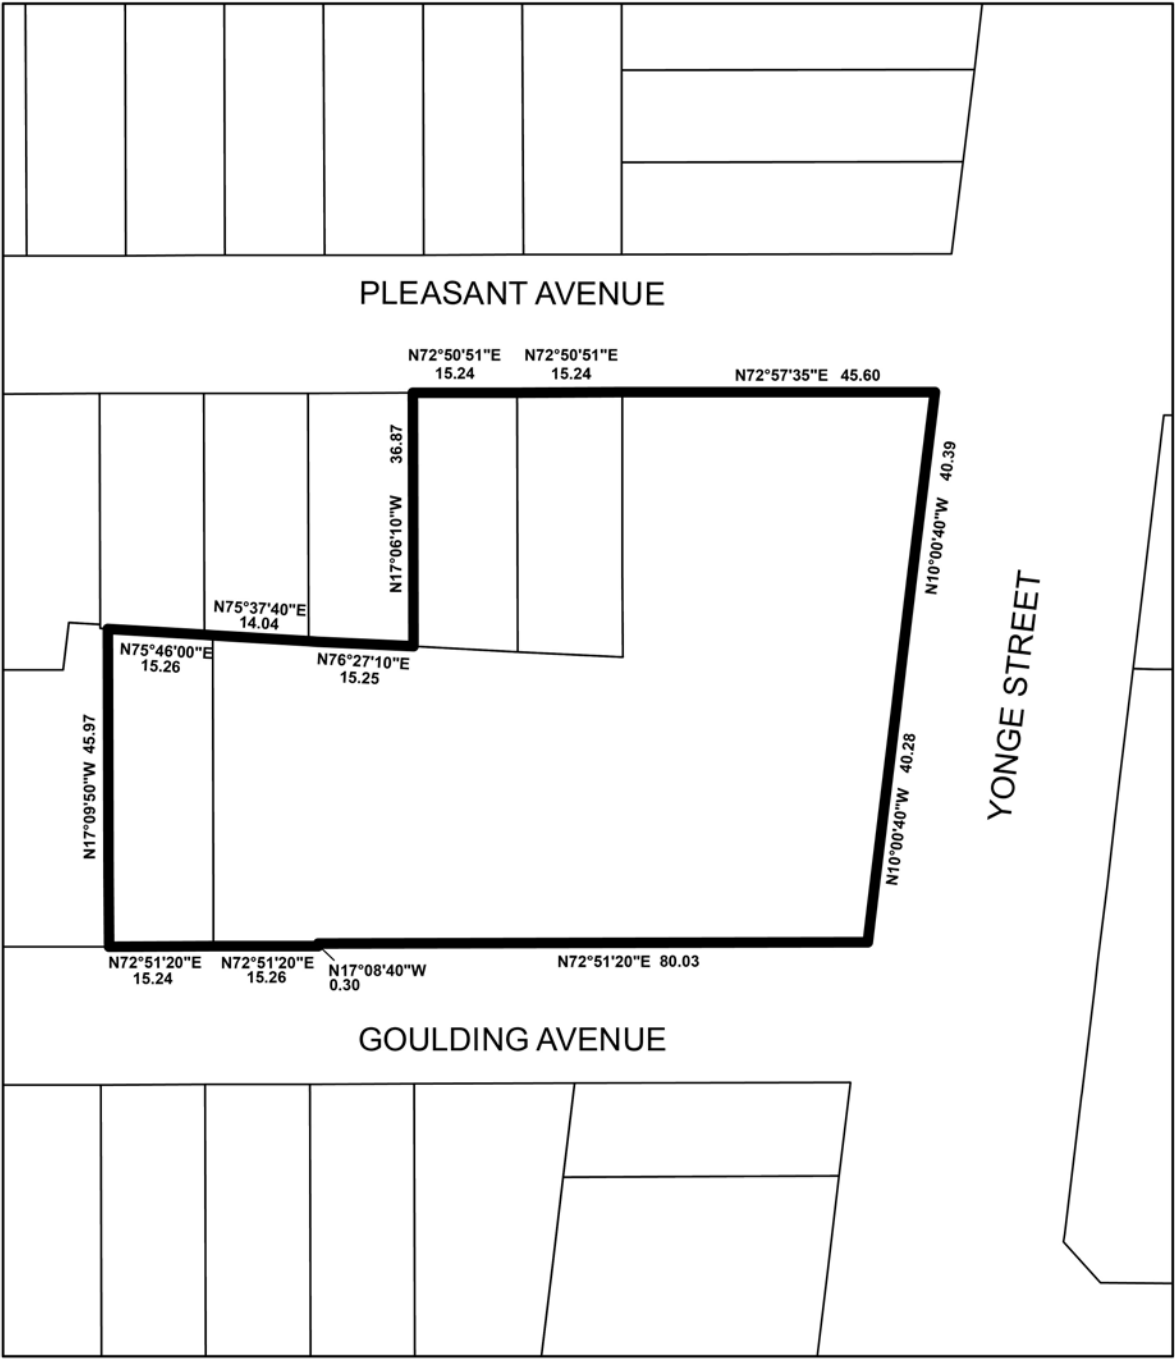 PLEASANT AVENUE
N72°50'51"E
15.24
N72°50'51"E
15.24
N72°57'35"E 45.60
N17°06'10"W 36.87
N10°00'40"W 40.39
N75°37'40"E
14.04
N75°46'00"E
15.26
N76°27'10"E
15.25
YONGE STREET
N17°09'50"W 45.97
N10°00'40"W 40.28
N72°51'20"E
15.24
N72°51'20"E
15.26
N17°08'40"W
0.30
N72°51'20"E 80.03
GOULDING AVENUE